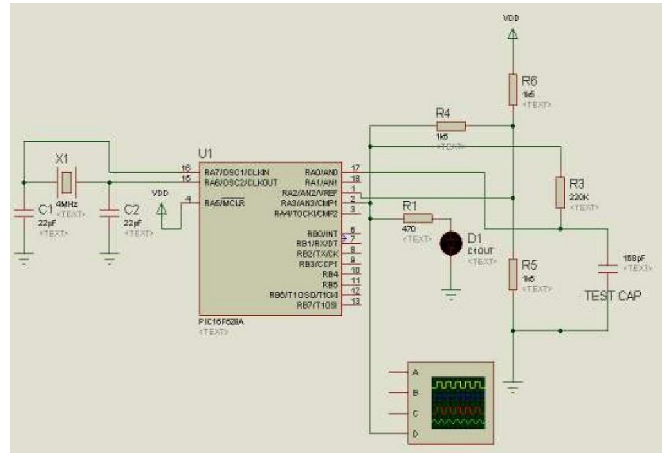 VDD
R6
1k5
<TEXT>
R4
1k5
<TEXT>
U1
X1
4MHz
<TEXT>
C1
22pF
<TEXT>
C2
22pF
<TEXT>
VDD
16
15
4
RA7/OSC1/CLKIN
RA6/OSC2/CLKOUT
RA5/MCLR
RA0/AN0
RA1/AN1
RA2/AN2/VREF
RA3/AN3/CMP1
RA4/T0CKI/CMP2
RB0/INT
RB1/RX/DT
RB2/TX/CK
RB3/CCP1
RB4
RB5
RB6/T1OSO/T1CKI
RB7/T1OSI
17
18
1
2
3
6
7
8
9
10
11
12
13
PIC16F628A
<TEXT>
R1
470
<TEXT>
D1
C1OUT
<TEXT>
R3
220K
<TEXT>
R5
1k5
<TEXT>
TEST CAP
A
B
C
D